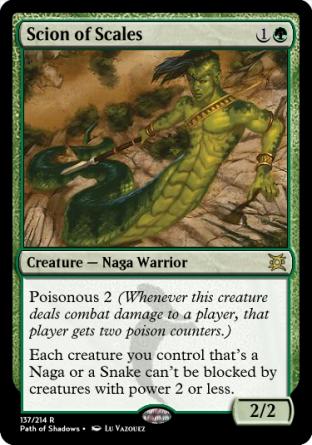 Scion of Scales 1
Creature — Naga Warrior
Poisonous 2 (Whenever this creature
deals combat damage to a player, that
player gets two poison counters.)
Each creature you control that's a
Naga or a Snake can't be blocked by
creatures with power 2 or less.
2/2
137/214 R
Path of Shadows • Lu Vazquez